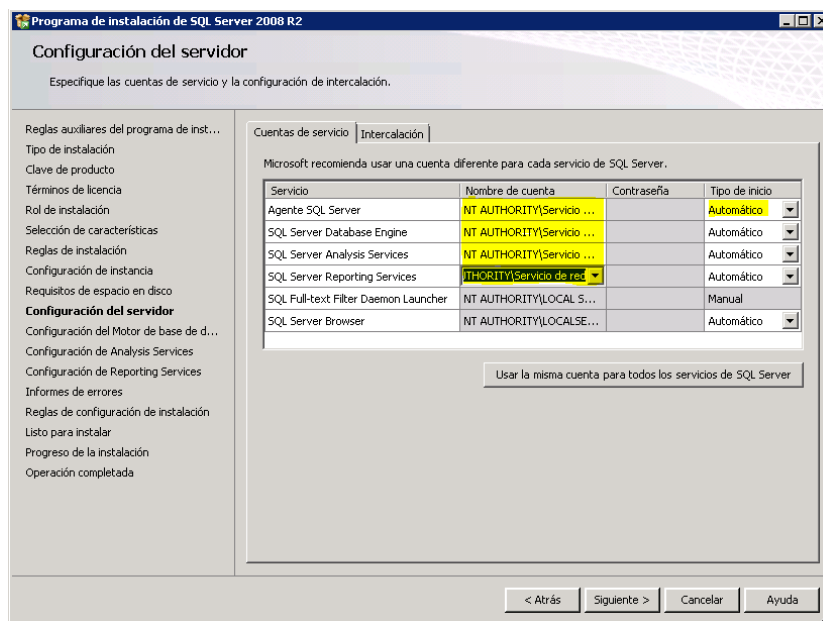 Programa de instalación de SQL Server 2008 R2
Configuración del servidor
Especifique las cuentas de servicio y la configuración de intercalación.
Reglas auxiliares del programa de inst...
Tipo de instalación
Clave de producto
Términos de licencia
Rol de instalación
Selección de características
Reglas de instalación
Configuración de instancia
Requisitos de espacio en disco
Configuración del servidor
Configuración del Motor de base de d...
Configuración de Analysis Services
Configuración de Reporting Services
Informes de errores
Reglas de configuración de instalación
Listo para instalar
Progreso de la instalación
Operación completada
Cuentas de servicio Intercalación
Microsoft recomienda usar una cuenta diferente para cada servicio de SQL Server.
Servicio Nombre de cuenta Contraseña Tipo de inicio
Agente SQL Server NT AUTHORITY\Servicio ... Automático
SQL Server Database Engine NT AUTHORITY\Servicio ... Automático
SQL Server Analysis Services NT AUTHORITY\Servicio ... Automático
SQL Server Reporting Services THORITY\Servicio de red Automático
SQL Full-text Filter Daemon Launcher NT AUTHORITY\LOCAL S... Manual
SQL Server Browser NT AUTHORITY\LOCALSE... Automático
Usar la misma cuenta para todos los servicios de SQL Server
< Atrás Siguiente > Cancelar Ayuda